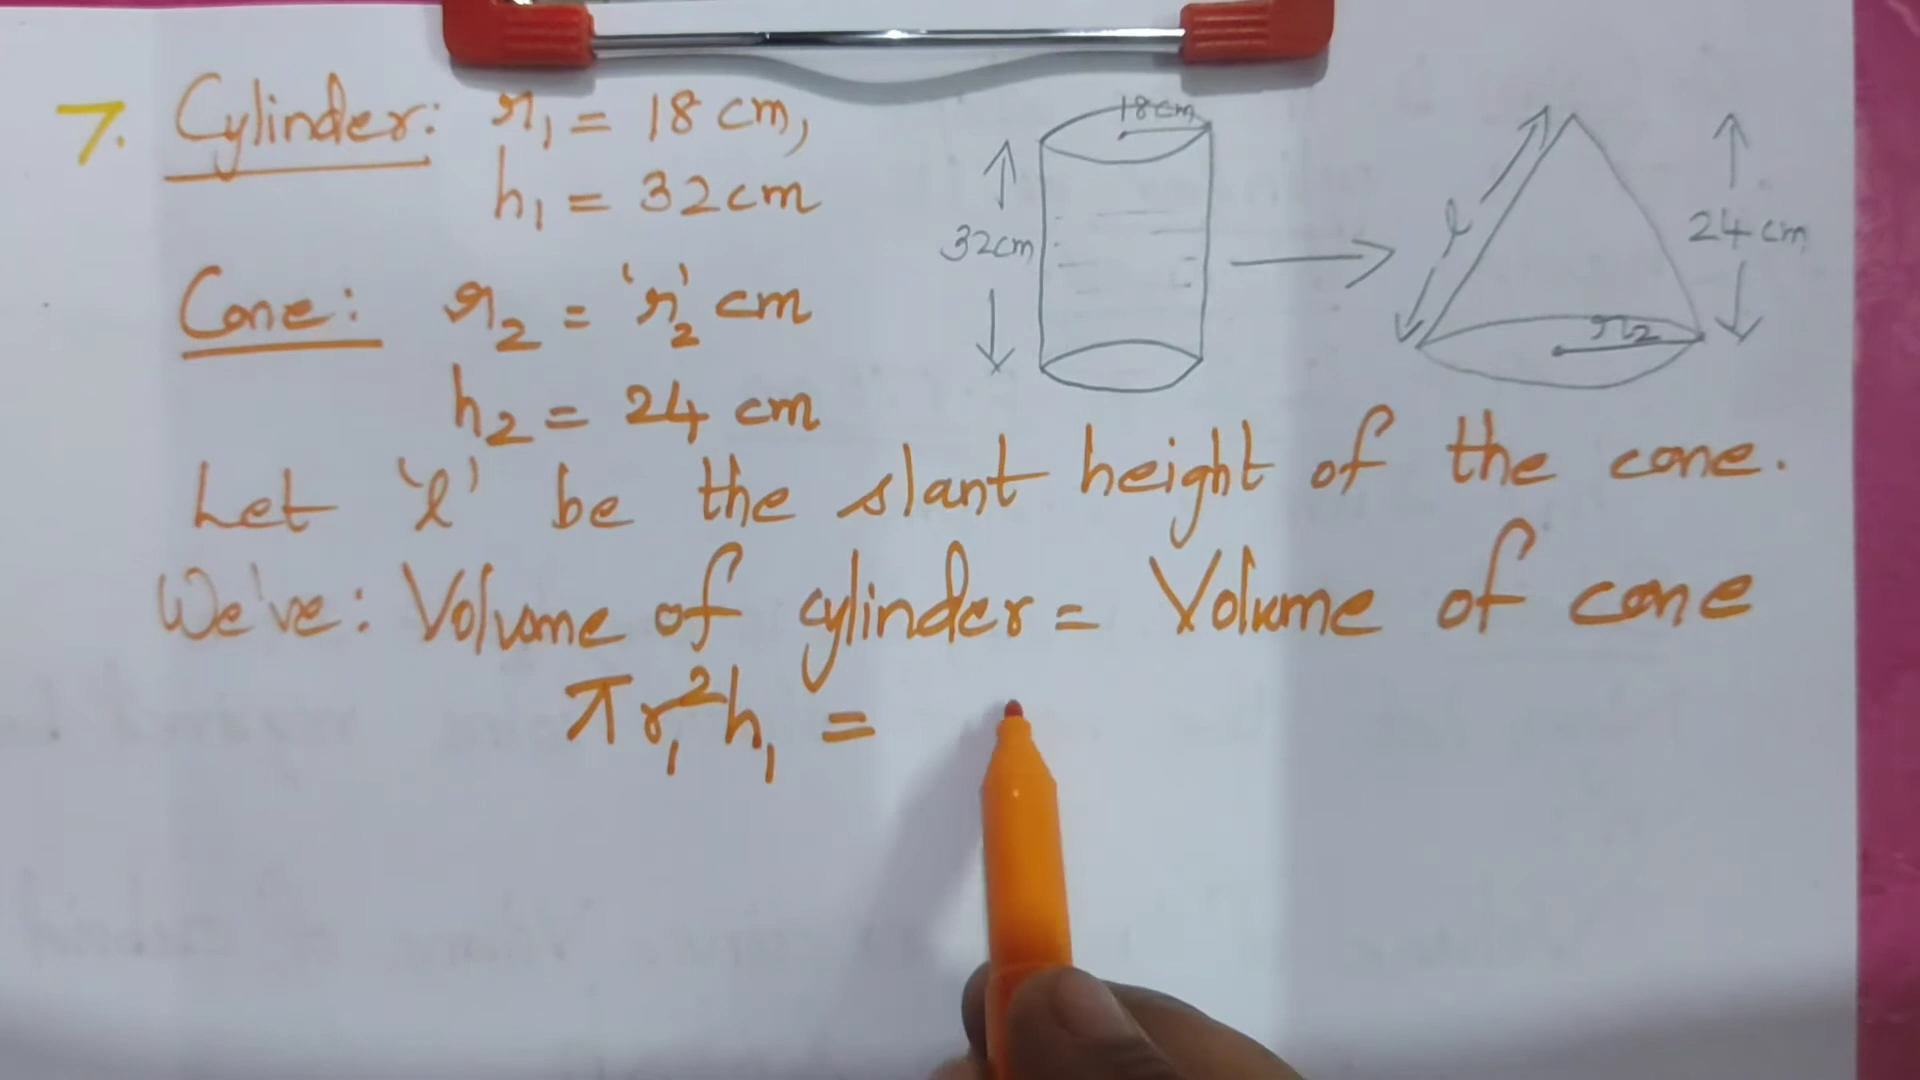 7. Cylinder: r₁ = 18 cm,
h₁ = 32 cm
Cone: r₂ = 'r₂' cm
h₂ = 24 cm
18cm
32cm
l
24 cm
r₂
Let 'l' be the slant height of the cone.
We've: Volume of cylinder = Volume of cone
πr₁²h₁ =